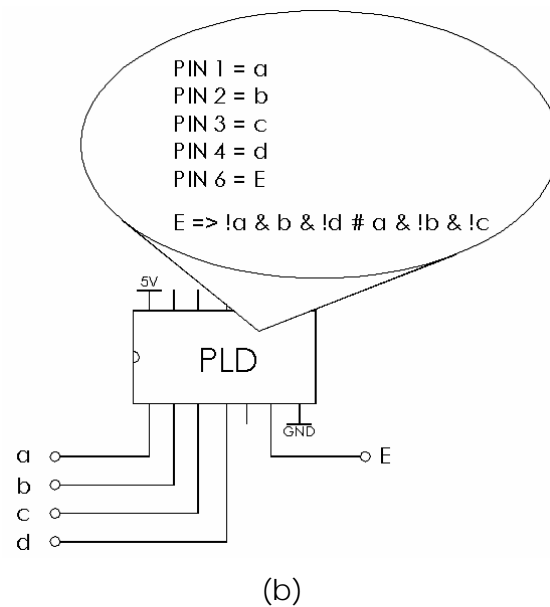 PIN 1 = a
PIN 2 = b
PIN 3 = c
PIN 4 = d
PIN 6 = E
E => !a & b & !d # a & !b & !c
5V
PLD
GND
a
E
b
c
d
(b)